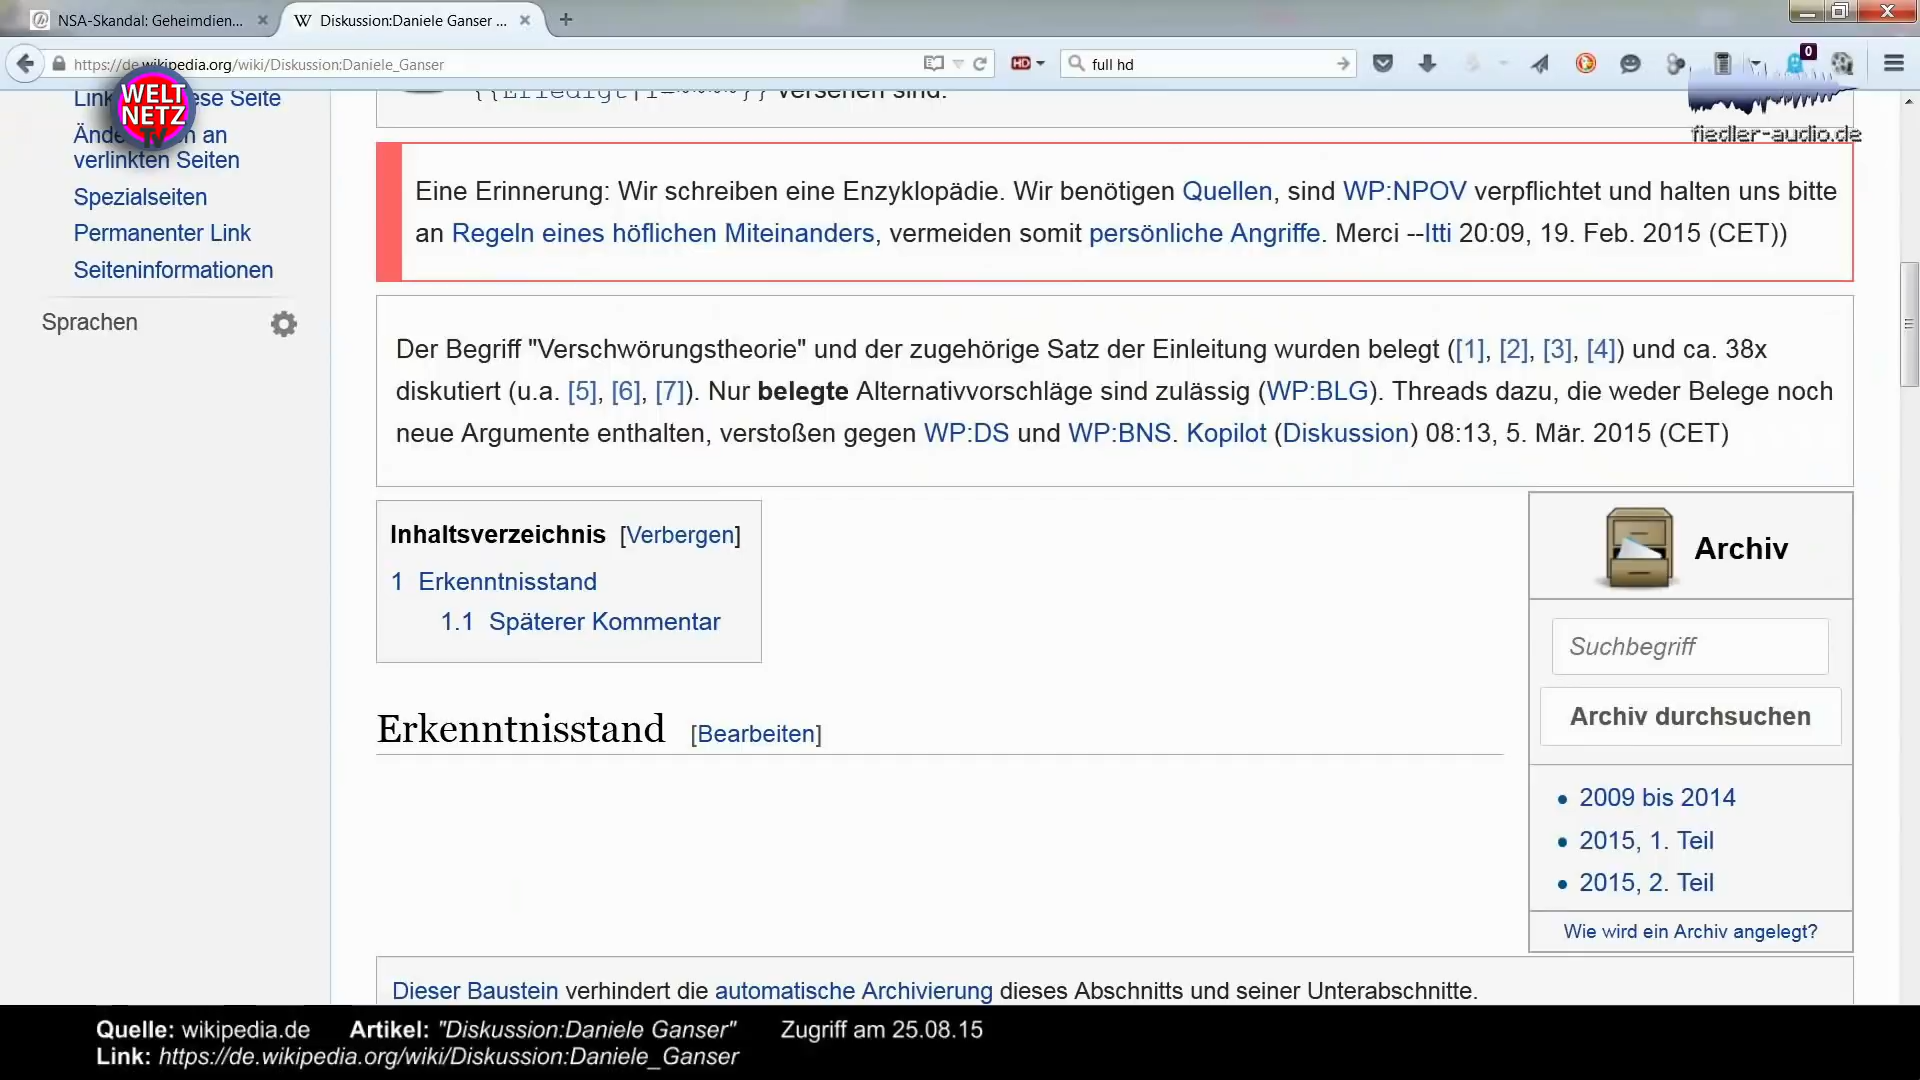 NSA-Skandal: Geheimdien...
Diskussion:Daniele Ganser ...
https://de.wikipedia.org/wiki/Diskussion:Daniele_Ganser
HD
full hd
0
WELT
NETZ
TV
fiedler-audio.de
versehen sind.
Eine Erinnerung: Wir schreiben eine Enzyklopädie. Wir benötigen Quellen, sind WP:NPOV verpflichtet und halten uns bitte
an Regeln eines höflichen Miteinanders, vermeiden somit persönliche Angriffe. Merci --Itti 20:09, 19. Feb. 2015 (CET))
verlinkten Seiten
Spezialseiten
Permanenter Link
Seiteninformationen
Sprachen
Der Begriff "Verschwörungstheorie" und der zugehörige Satz der Einleitung wurden belegt ([1], [2], [3], [4]) und ca. 38x
diskutiert (u.a. [5], [6], [7]). Nur belegte Alternativvorschläge sind zulässig (WP:BLG). Threads dazu, die weder Belege noch
neue Argumente enthalten, verstoßen gegen WP:DS und WP:BNS. Kopilot (Diskussion) 08:13, 5. Mär. 2015 (CET)
Inhaltsverzeichnis [Verbergen]
1 Erkenntnisstand
1.1 Späterer Kommentar
Erkenntnisstand [Bearbeiten]
Archiv
Suchbegriff
Archiv durchsuchen
2009 bis 2014
2015, 1. Teil
2015, 2. Teil
Wie wird ein Archiv angelegt?
Dieser Baustein verhindert die automatische Archivierung dieses Abschnitts und seiner Unterabschnitte.
Quelle: wikipedia.de Artikel: "Diskussion:Daniele Ganser" Zugriff am 25.08.15
Link: https://de.wikipedia.org/wiki/Diskussion:Daniele_Ganser